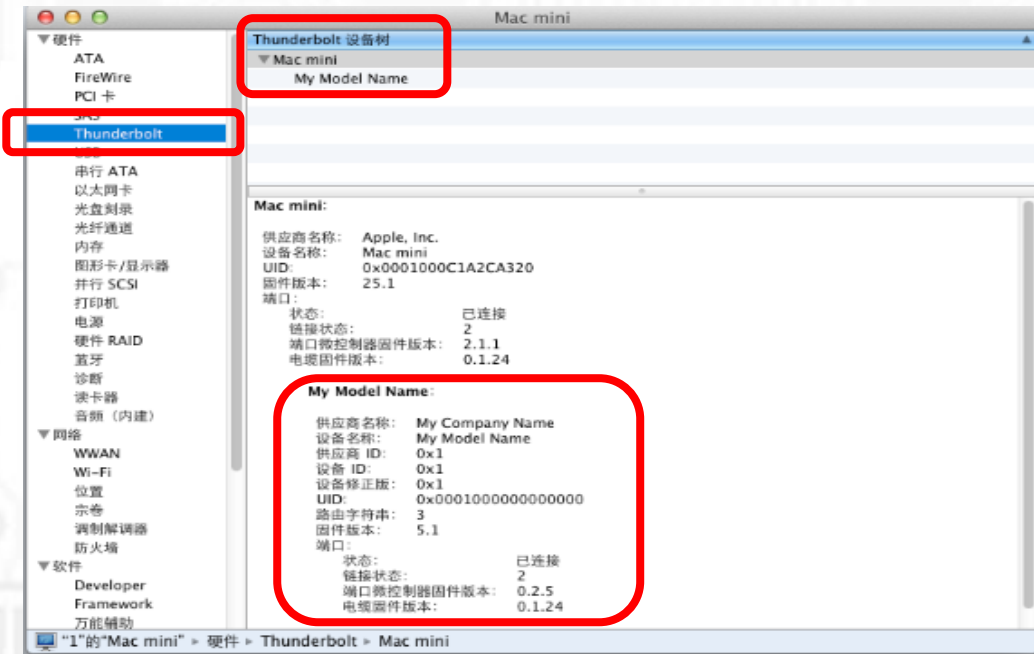 Mac mini
▼硬件
ATA
FireWire
PCI 卡
SAS
Thunderbolt
USB
串行 ATA
以太网卡
光盘刻录
光纤通道
内存
图形卡/显示器
并行 SCSI
打印机
电源
硬件 RAID
蓝牙
诊断
读卡器
音频（内建）
▼网络
WWAN
Wi-Fi
位置
宗卷
调制解调器
防火墙
▼软件
Developer
Framework
万能辅助
Thunderbolt 设备树
▼Mac mini
My Model Name
Mac mini:
供应商名称： Apple, Inc.
设备名称： Mac mini
UID: 0x0001000C1A2CA320
固件版本： 25.1
端口：
状态： 已连接
链接状态： 2
端口微控制器固件版本： 2.1.1
电缆固件版本： 0.1.24
My Model Name:
供应商名称： My Company Name
设备名称： My Model Name
供应商 ID: 0x1
设备 ID: 0x1
设备修正版： 0x1
UID: 0x0001000000000000
路由字符串： 3
固件版本： 5.1
端口：
状态： 已连接
链接状态： 2
端口微控制器固件版本： 0.2.5
电缆固件版本： 0.1.24
“1”的“Mac mini” ▸ 硬件 ▸ Thunderbolt ▸ Mac mini